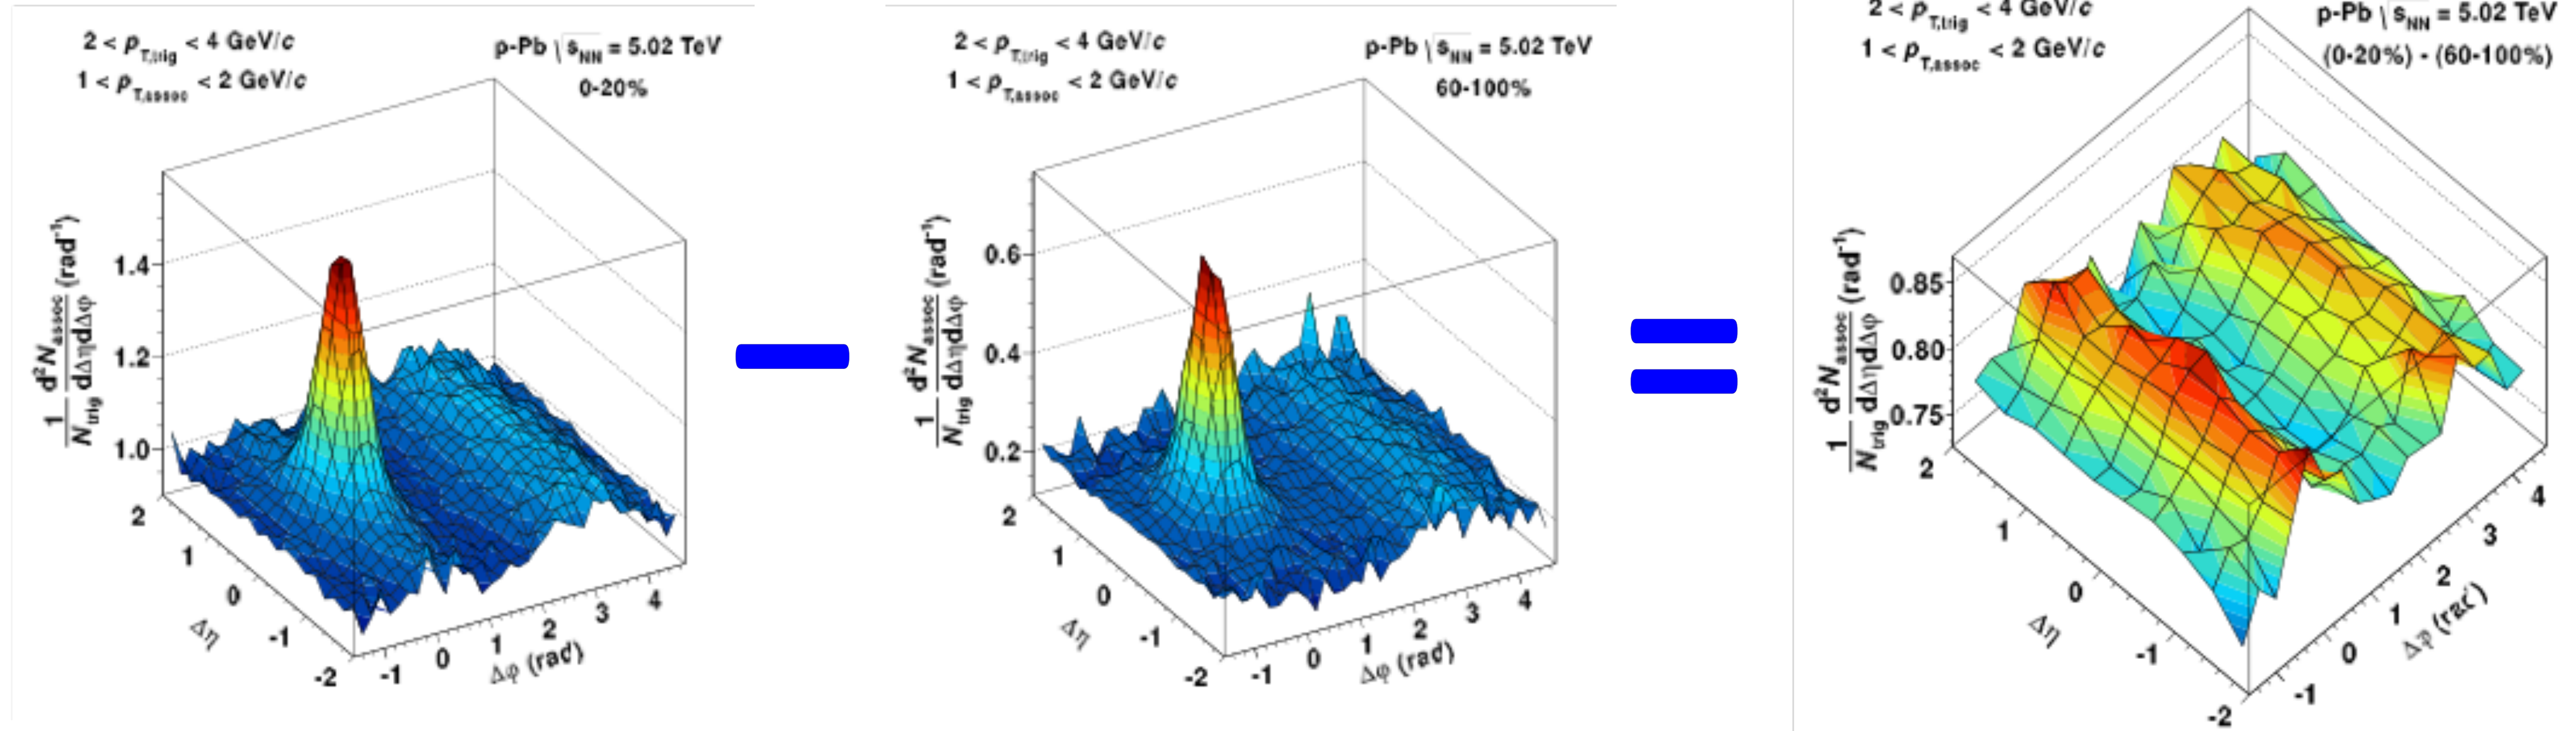 2 < p_T,trig < 4 GeV/c
1 < p_T,assoc < 2 GeV/c
p-Pb √s_NN = 5.02 TeV
0-20%
1/N_trig d²N_assoc/dΔηdΔφ (rad⁻¹)
1.4
1.2
1.0
2
1
0
-1
-2
Δη
-1
0
1
2
3
4
Δφ (rad)
2 < p_T,trig < 4 GeV/c
1 < p_T,assoc < 2 GeV/c
p-Pb √s_NN = 5.02 TeV
60-100%
1/N_trig d²N_assoc/dΔηdΔφ (rad⁻¹)
0.6
0.4
0.2
2
1
0
-1
-2
Δη
-1
0
1
2
3
4
Δφ (rad)
2 < p_T,trig < 4 GeV/c
1 < p_T,assoc < 2 GeV/c
p-Pb √s_NN = 5.02 TeV
(0-20%) - (60-100%)
1/N_trig d²N_assoc/dΔηdΔφ (rad⁻¹)
0.85
0.80
0.75
2
1
0
-1
-2
Δη
-1
0
1
2
3
4
Δφ (rad)